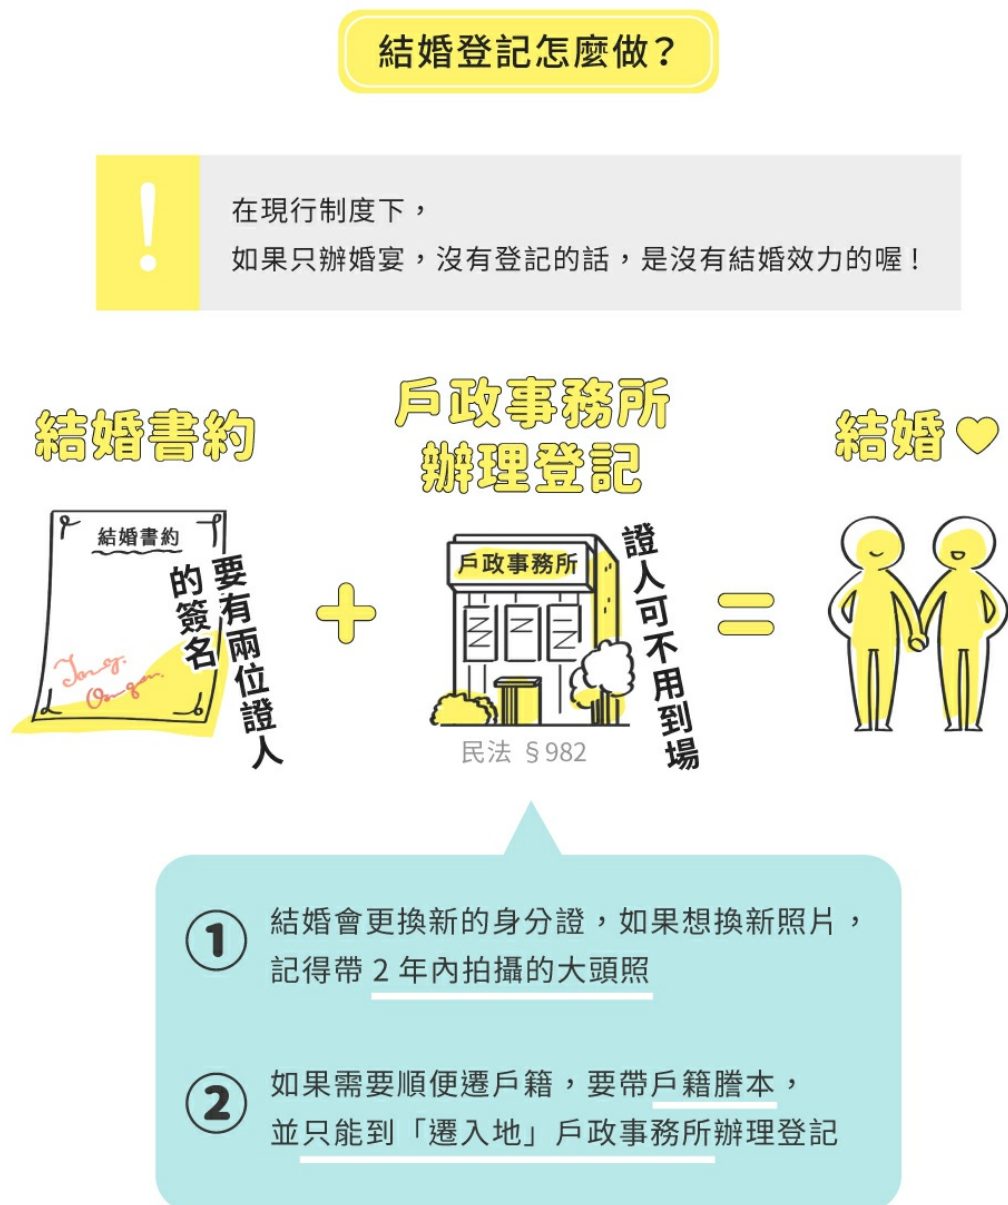 結婚登記怎麼做？
!
在現行制度下，
如果只辦婚宴，沒有登記的話，是沒有結婚效力的喔！
結婚書約
結婚書約
要有兩位證人
的簽名
+
戶政事務所
辦理登記
戶政事務所
證人可不用到場
民法 §982
=
結婚♥
1
結婚會更換新的身分證，如果想換新照片，
記得帶 2 年內拍攝的大頭照
2
如果需要順便遷戶籍，要帶戶籍謄本，
並只能到「遷入地」戶政事務所辦理登記